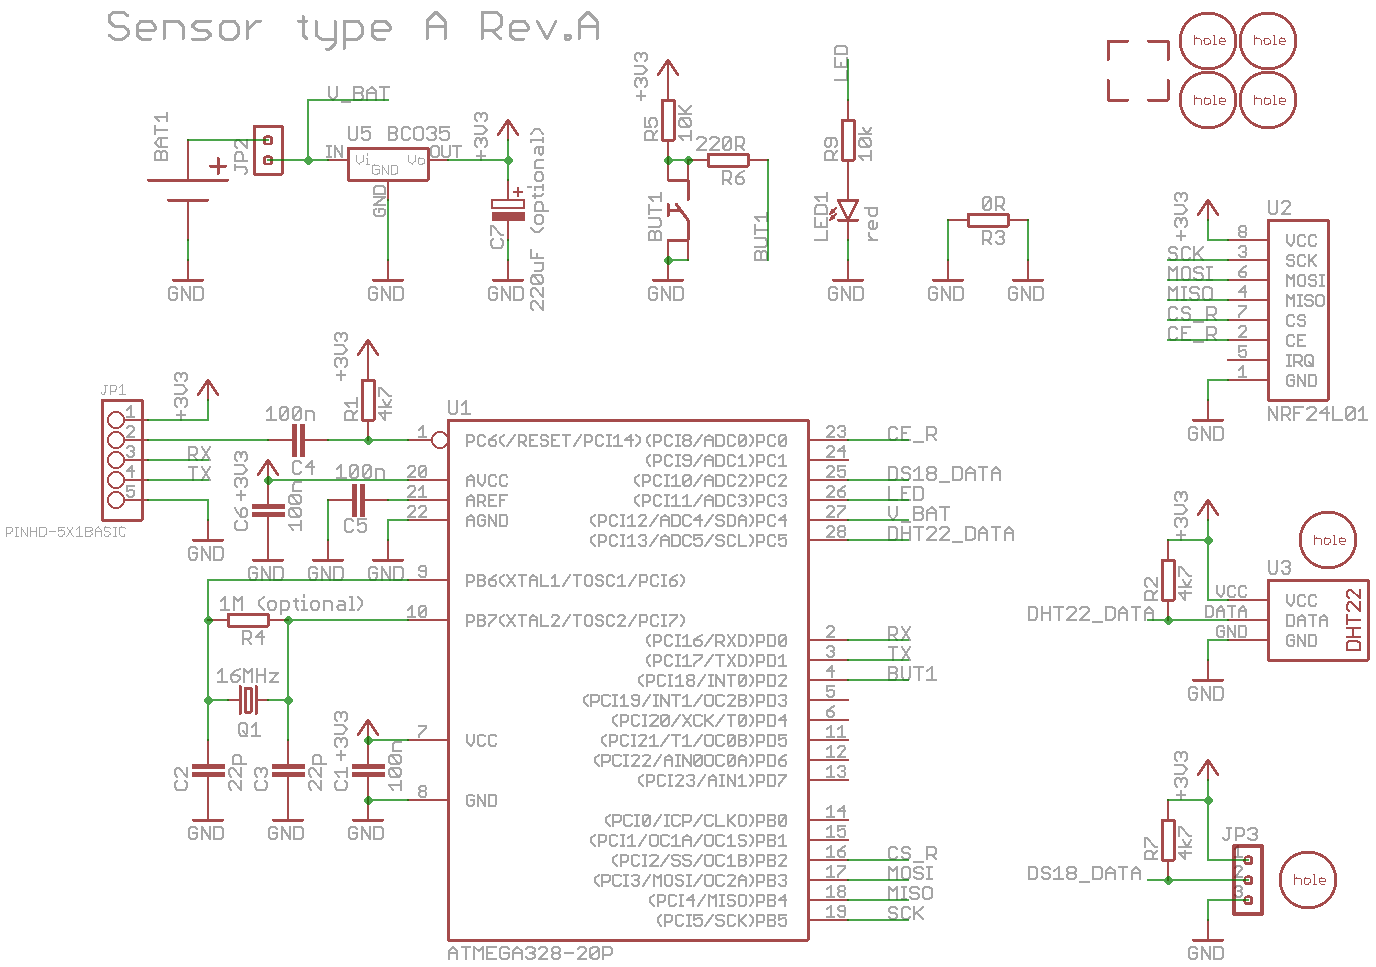 Sensor type A Rev.A
hole hole
hole hole
V_BAT
BAT1
JP2
U5 BC035
IN Vi GND Vo OUT
GND
+3V3
C7
220uF (optional)
GND
GND
GND
+3V3
R5
10K
220R
R6
BUT1
BUT1
GND
LED
R9
10k
LED1
red
GND
0R
R3
GND
GND
+3V3
U2
8 VCC
SCK 3 SCK
MOSI 6 MOSI
MISO 4 MISO
CS_R 7 CS
CE_R 2 CE
5 IRQ
1 GND
NRF24L01
GND
JP1
1
2
3 RX
4 TX
5
PINHD-5X1BASIC
+3V3
GND
100n
C4
+3V3
R1
4k7
+3V3
C6
100n
GND
100n
C5
GND
GND
1M (optional)
R4
16MHz
Q1
C2
22P
GND
C3
22P
GND
+3V3
C1
100n
GND
U1
1 PC6(/RESET/PCI14)
20 AVCC
21 AREF
22 AGND
9 PB6(XTAL1/TOSC1/PCI6)
10 PB7(XTAL2/TOSC2/PCI7)
7 VCC
8 GND
(PCI8/ADC0)PC0 23 CE_R
(PCI9/ADC1)PC1 24
(PCI10/ADC2)PC2 25 DS18_DATA
(PCI11/ADC3)PC3 26 LED
(PCI12/ADC4/SDA)PC4 27 V_BAT
(PCI13/ADC5/SCL)PC5 28 DHT22_DATA
(PCI16/RXD)PD0 2 RX
(PCI17/TXD)PD1 3 TX
(PCI18/INT0)PD2 4 BUT1
(PCI19/INT1/OC2B)PD3 5
(PCI20/XCK/T0)PD4 6
(PCI21/T1/OC0B)PD5 11
(PCI22/AIN0OC0A)PD6 12
(PCI23/AIN1)PD7 13
(PCI0/ICP/CLKO)PB0 14
(PCI1/OC1A/OC1S)PB1 15
(PCI2/SS/OC1B)PB2 16 CS_R
(PCI3/MOSI/OC2A)PB3 17 MOSI
(PCI4/MISO)PB4 18 MISO
(PCI5/SCK)PB5 19 SCK
ATMEGA328-20P
+3V3
hole
R2
4k7
U3
VCC VCC
DHT22_DATA DATA DATA
GND GND
DHT22
GND
+3V3
R7
4k7
JP3
1
DS18_DATA 2
3
hole
GND